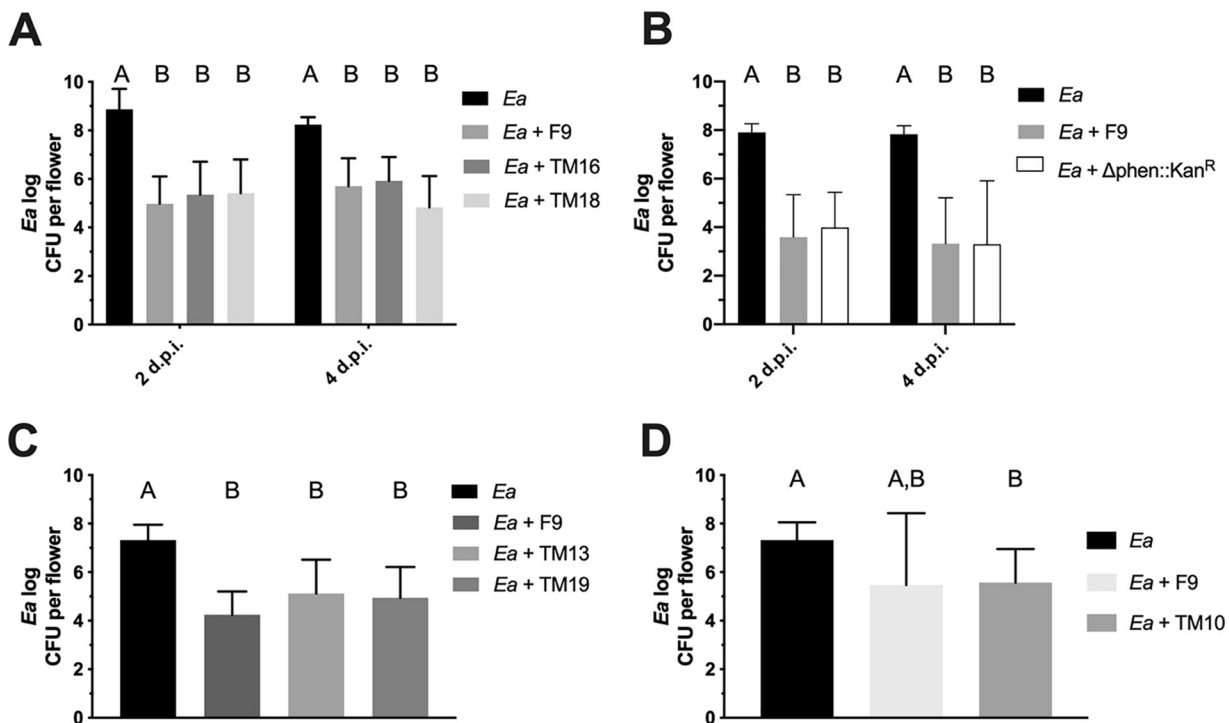 A
A B B B A B B B
10
8
6
4
2
0
Ea log
CFU per flower
2 d.p.i.
4 d.p.i.
Ea
Ea + F9
Ea + TM16
Ea + TM18
B
A B B A B B
10
8
6
4
2
0
Ea log
CFU per flower
2 d.p.i.
4 d.p.i.
Ea
Ea + F9
Ea + Δphen::Kanᴿ
C
A B B B
10
8
6
4
2
0
Ea log
CFU per flower
Ea
Ea + F9
Ea + TM13
Ea + TM19
D
A A,B B
10
8
6
4
2
0
Ea log
CFU per flower
Ea
Ea + F9
Ea + TM10